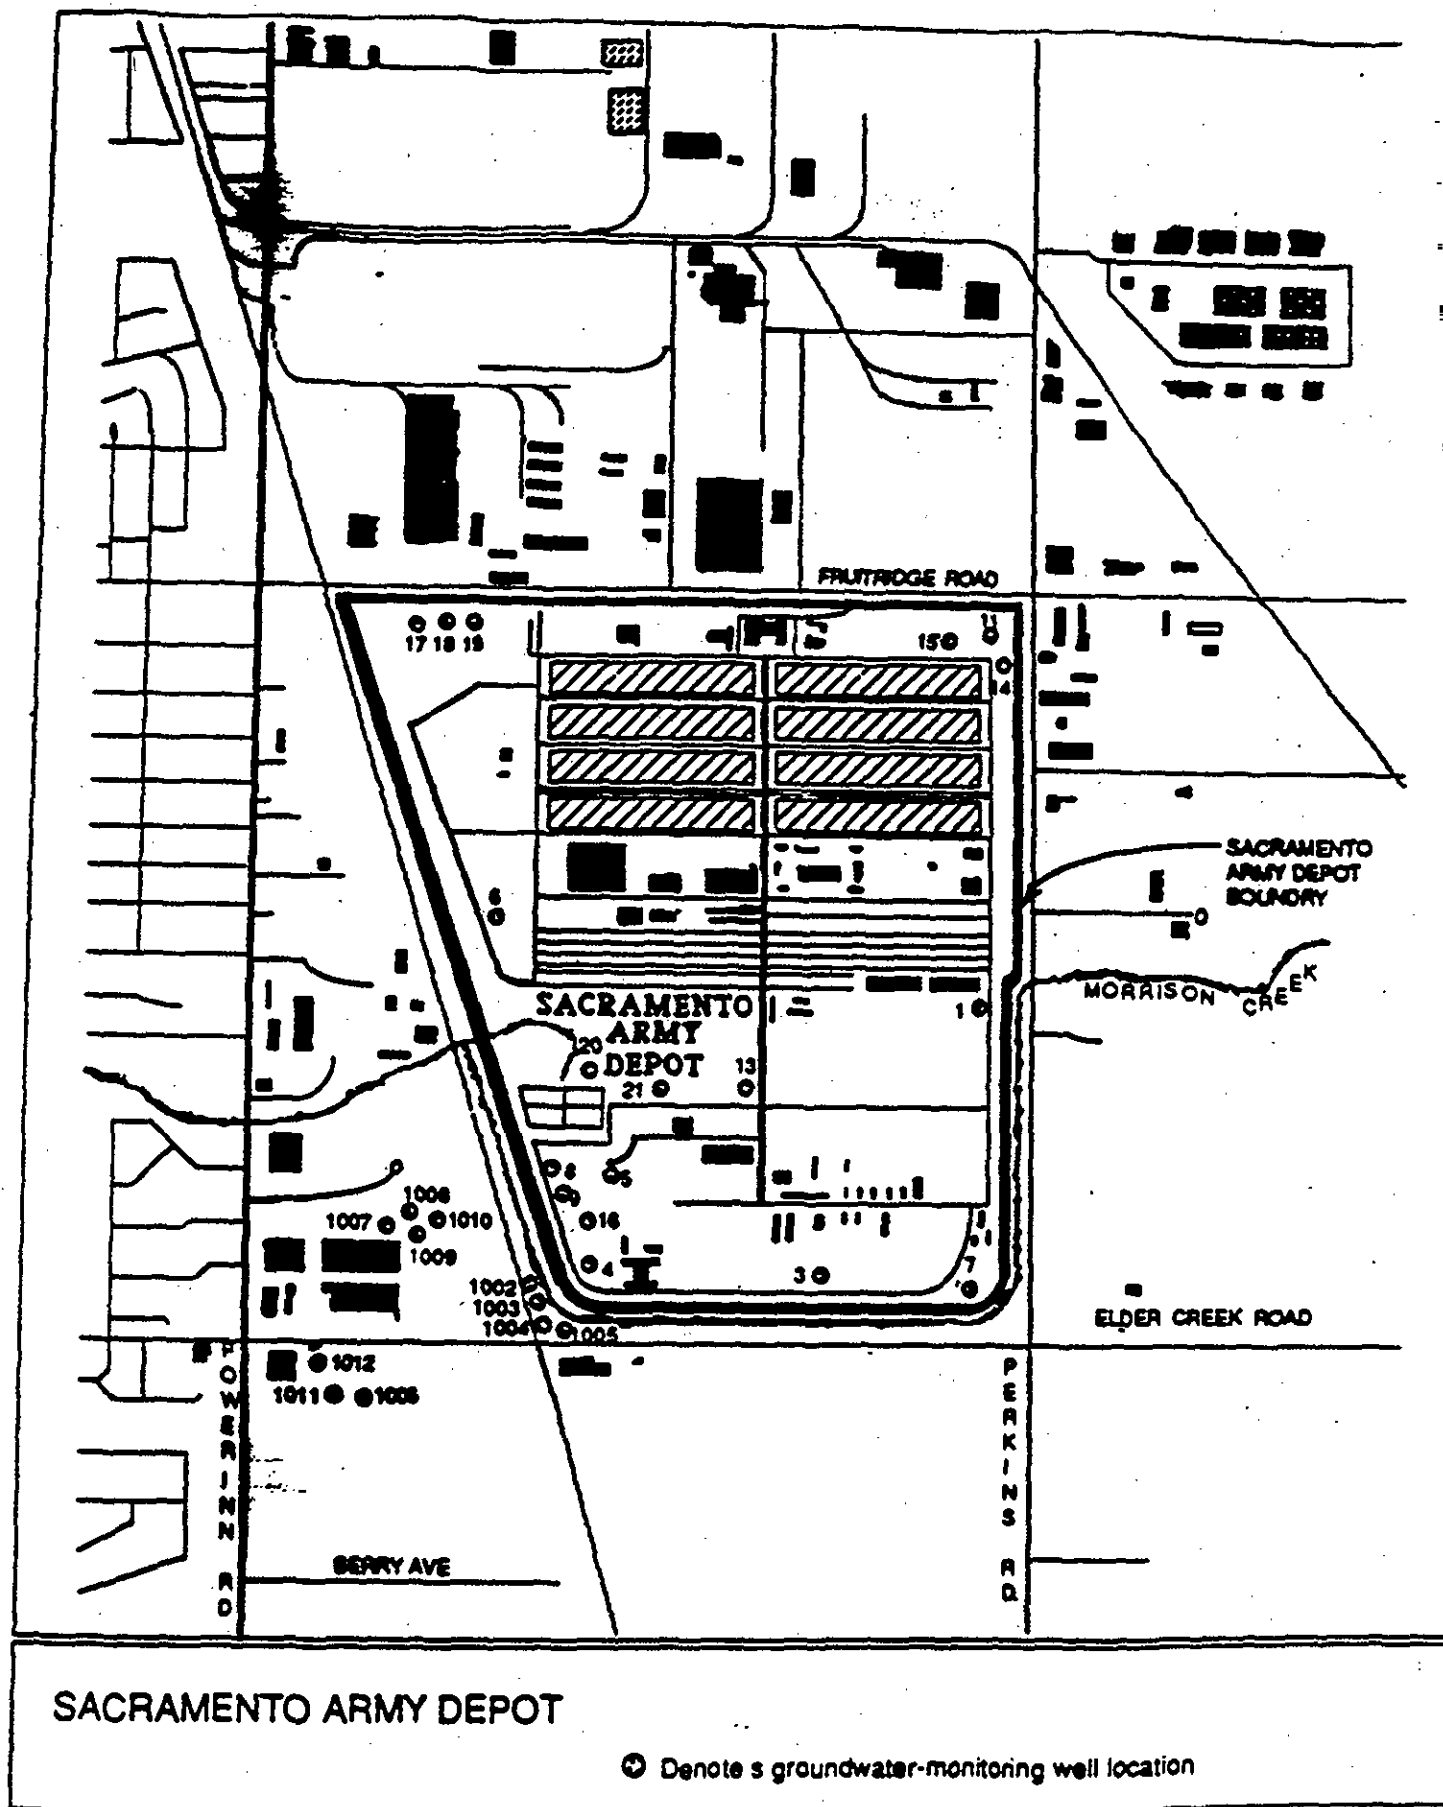 FRUITRIDGE ROAD
11
17 18 19
15
14
SACRAMENTO
ARMY DEPOT
BOUNDRY
6
MORRISON CREEK
SACRAMENTO
ARMY
DEPOT
1
20
21
13
8
5
9
16
4
3
7
1008
1007
1010
1009
1002
1003
1004
1005
ELDER CREEK ROAD
1012
1011
1006
POWER INN RD
PERKINS RD.
BERRY AVE
SACRAMENTO ARMY DEPOT
Denote s groundwater-monitoring well location